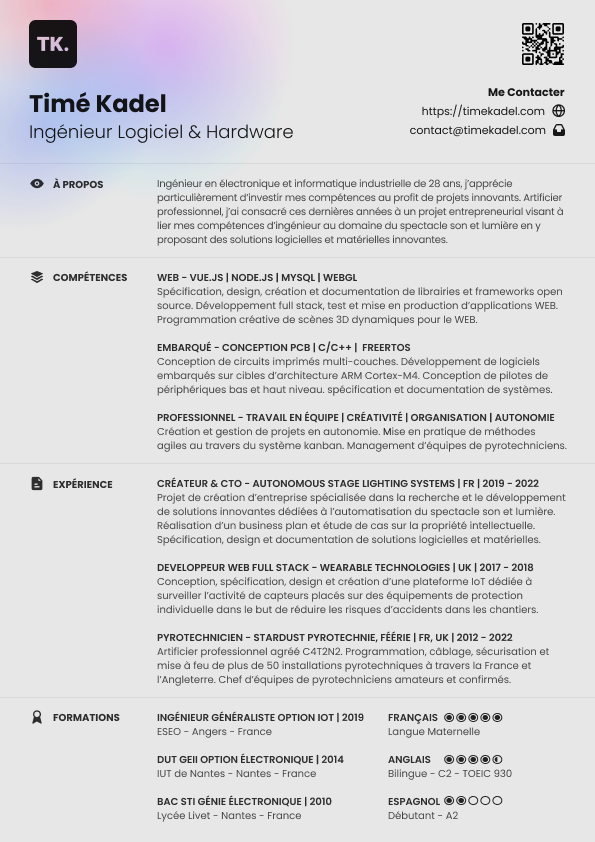 TK.
Timé Kadel
Ingénieur Logiciel & Hardware
Me Contacter
https://timekadel.com
contact@timekadel.com
À PROPOS
Ingénieur en électronique et informatique industrielle de 28 ans, j'apprécie
particulièrement d'investir mes compétences au profit de projets innovants. Artificier
professionnel, j'ai consacré ces dernières années à un projet entrepreneurial visant à
lier mes compétences d'ingénieur au domaine du spectacle son et lumière en y
proposant des solutions logicielles et matérielles innovantes.
COMPÉTENCES
WEB - VUE.JS | NODE.JS | MYSQL | WEBGL
Spécification, design, création et documentation de librairies et frameworks open
source. Développement full stack, test et mise en production d'applications WEB.
Programmation créative de scènes 3D dynamiques pour le WEB.
EMBARQUÉ - CONCEPTION PCB | C/C++ | FREERTOS
Conception de circuits imprimés multi-couches. Développement de logiciels
embarqués sur cibles d'architecture ARM Cortex-M4. Conception de pilotes de
périphériques bas et haut niveau. spécification et documentation de systèmes.
PROFESSIONNEL - TRAVAIL EN ÉQUIPE | CRÉATIVITÉ | ORGANISATION | AUTONOMIE
Création et gestion de projets en autonomie. Mise en pratique de méthodes
agiles au travers du système kanban. Management d'équipes de pyrotechniciens.
EXPÉRIENCE
CRÉATEUR & CTO - AUTONOMOUS STAGE LIGHTING SYSTEMS | FR | 2019 - 2022
Projet de création d'entreprise spécialisée dans la recherche et le développement
de solutions innovantes dédiées à l'automatisation du spectacle son et lumière.
Réalisation d'un business plan et étude de cas sur la propriété intellectuelle.
Spécification, design et documentation de solutions logicielles et matérielles.
DEVELOPPEUR WEB FULL STACK - WEARABLE TECHNOLOGIES | UK | 2017 - 2018
Conception, spécification, design et création d'une plateforme IoT dédiée à
surveiller l'activité de capteurs placés sur des équipements de protection
individuelle dans le but de réduire les risques d'accidents dans les chantiers.
PYROTECHNICIEN - STARDUST PYROTECHNIE, FÉÉRIE | FR, UK | 2012 - 2022
Artificier professionnel agréé C4T2N2. Programmation, câblage, sécurisation et
mise à feu de plus de 50 installations pyrotechniques à travers la France et
l'Angleterre. Chef d'équipes de pyrotechniciens amateurs et confirmés.
FORMATIONS
INGÉNIEUR GÉNÉRALISTE OPTION IOT | 2019
ESEO - Angers - France
DUT GEII OPTION ÉLECTRONIQUE | 2014
IUT de Nantes - Nantes - France
BAC STI GÉNIE ÉLECTRONIQUE | 2010
Lycée Livet - Nantes - France
FRANÇAIS
Langue Maternelle
ANGLAIS
Bilingue - C2 - TOEIC 930
ESPAGNOL
Débutant - A2